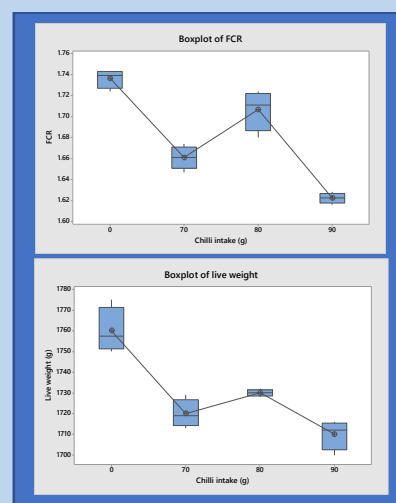 Boxplot of FCR
1.76
1.74
1.72
1.70
1.68
1.66
1.64
1.62
1.60
FCR
0 70 80 90
Chilli intake (g)
Boxplot of live weight
1780
1770
1760
1750
1740
1730
1720
1710
1700
Live weight (g)
0 70 80 90
Chilli intake (g)